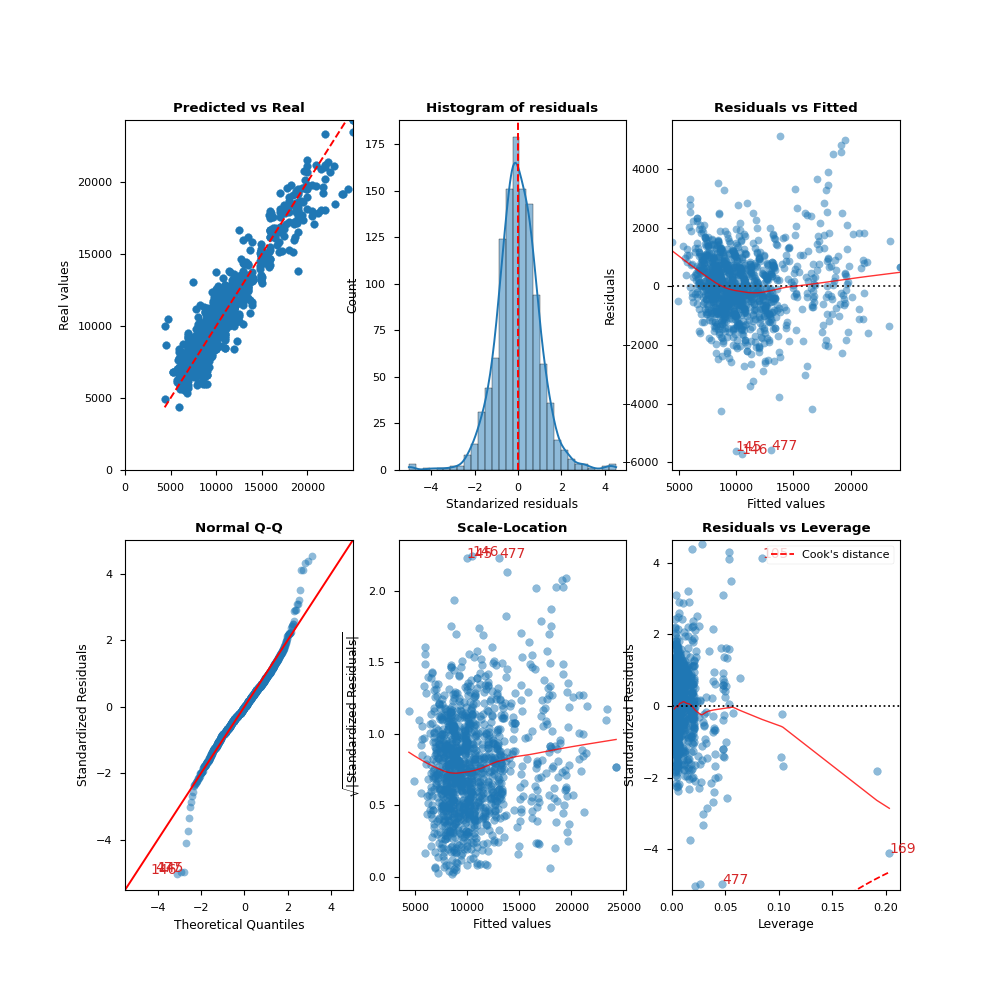 Predicted vs Real
Real values
20000
15000
10000
5000
0
0 5000 10000 15000 20000
Histogram of residuals
Count
175
150
125
100
75
50
25
0
−4 −2 0 2 4
Standarized residuals
Residuals vs Fitted
Residuals
4000
2000
0
−2000
−4000
−6000
145
146
477
5000 10000 15000 20000
Fitted values
Normal Q-Q
Standardized Residuals
4
2
0
−2
−4
146
−4 −2 0 2 4
Theoretical Quantiles
Scale-Location
√|Standardized Residuals|
2.0
1.5
1.0
0.5
0.0
145
146
477
5000 10000 15000 20000 25000
Fitted values
Residuals vs Leverage
Standardized Residuals
4
2
0
−2
−4
Cook's distance
169
477
0.00 0.05 0.10 0.15 0.20
Leverage